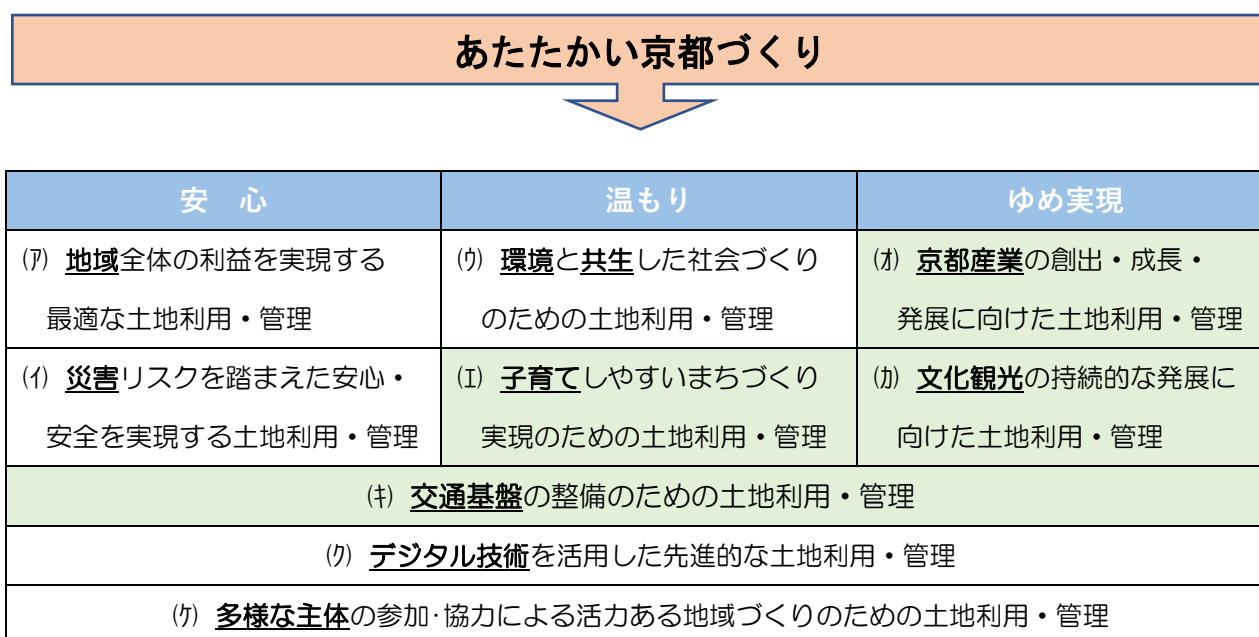 あたたかい京都づくり
安　心
温もり
ゆめ実現
㋐ 地域全体の利益を実現する
最適な土地利用・管理
㋒ 環境と共生した社会づくり
のための土地利用・管理
㋔ 京都産業の創出・成長・
発展に向けた土地利用・管理
㋑ 災害リスクを踏まえた安心・
安全を実現する土地利用・管理
㋓ 子育てしやすいまちづくり
実現のための土地利用・管理
㋕ 文化観光の持続的な発展に
向けた土地利用・管理
㋖ 交通基盤の整備のための土地利用・管理
㋗ デジタル技術を活用した先進的な土地利用・管理
㋘ 多様な主体の参加･協力による活力ある地域づくりのための土地利用・管理